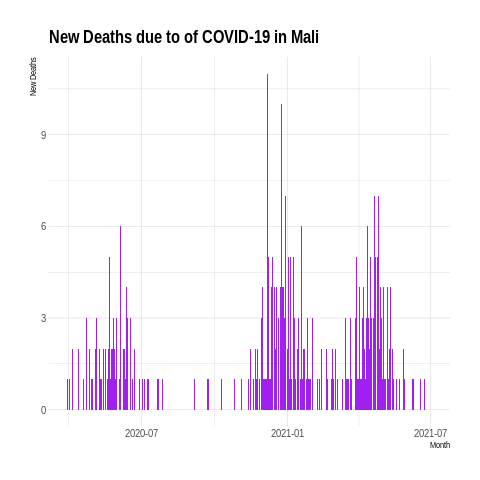 New Deaths due to of COVID-19 in Mali
New Deaths
9
6
3
0
2020-07
2021-01
2021-07
Month